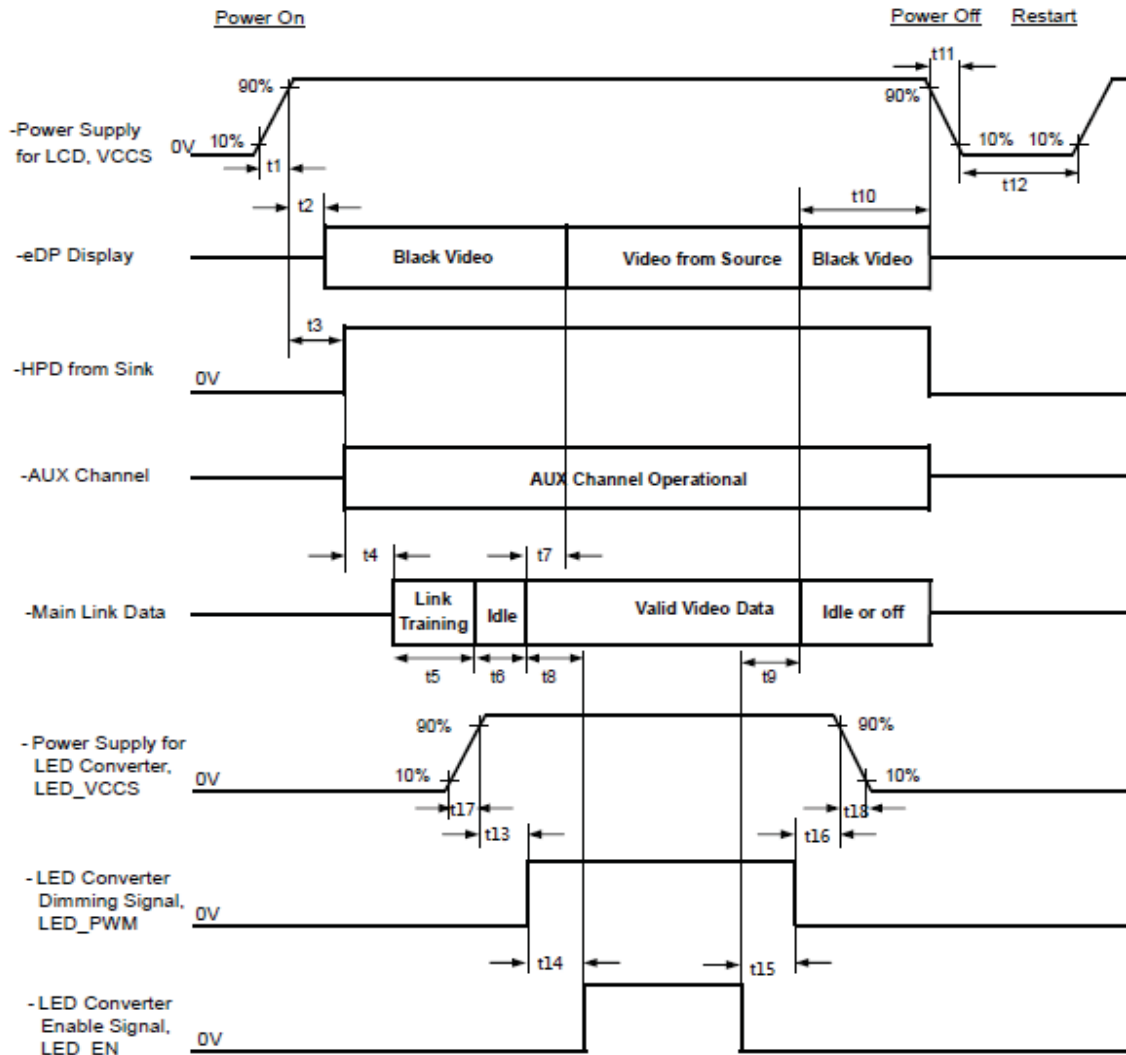 Power On
Power Off
Restart
t11
90%
90%
-Power Supply
for LCD, VCCS
0V
10%
10%
10%
t1
t12
t2
t10
-eDP Display
Black Video
Video from Source
Black Video
t3
-HPD from Sink
0V
-AUX Channel
AUX Channel Operational
t4
t7
-Main Link Data
Link
Training
Idle
Valid Video Data
Idle or off
t5
t6
t8
t9
- Power Supply for
LED Converter,
LED_VCCS
90%
90%
0V
10%
10%
t17
t18
t13
t16
- LED Converter
Dimming Signal,
LED_PWM
0V
t14
t15
- LED Converter
Enable Signal,
LED_EN
0V